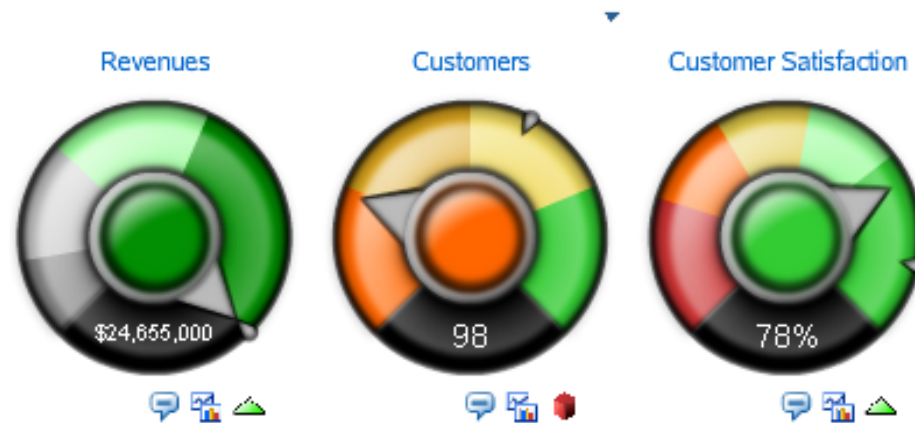 Revenues
Customers
Customer Satisfaction
$24,655,000
98
78%